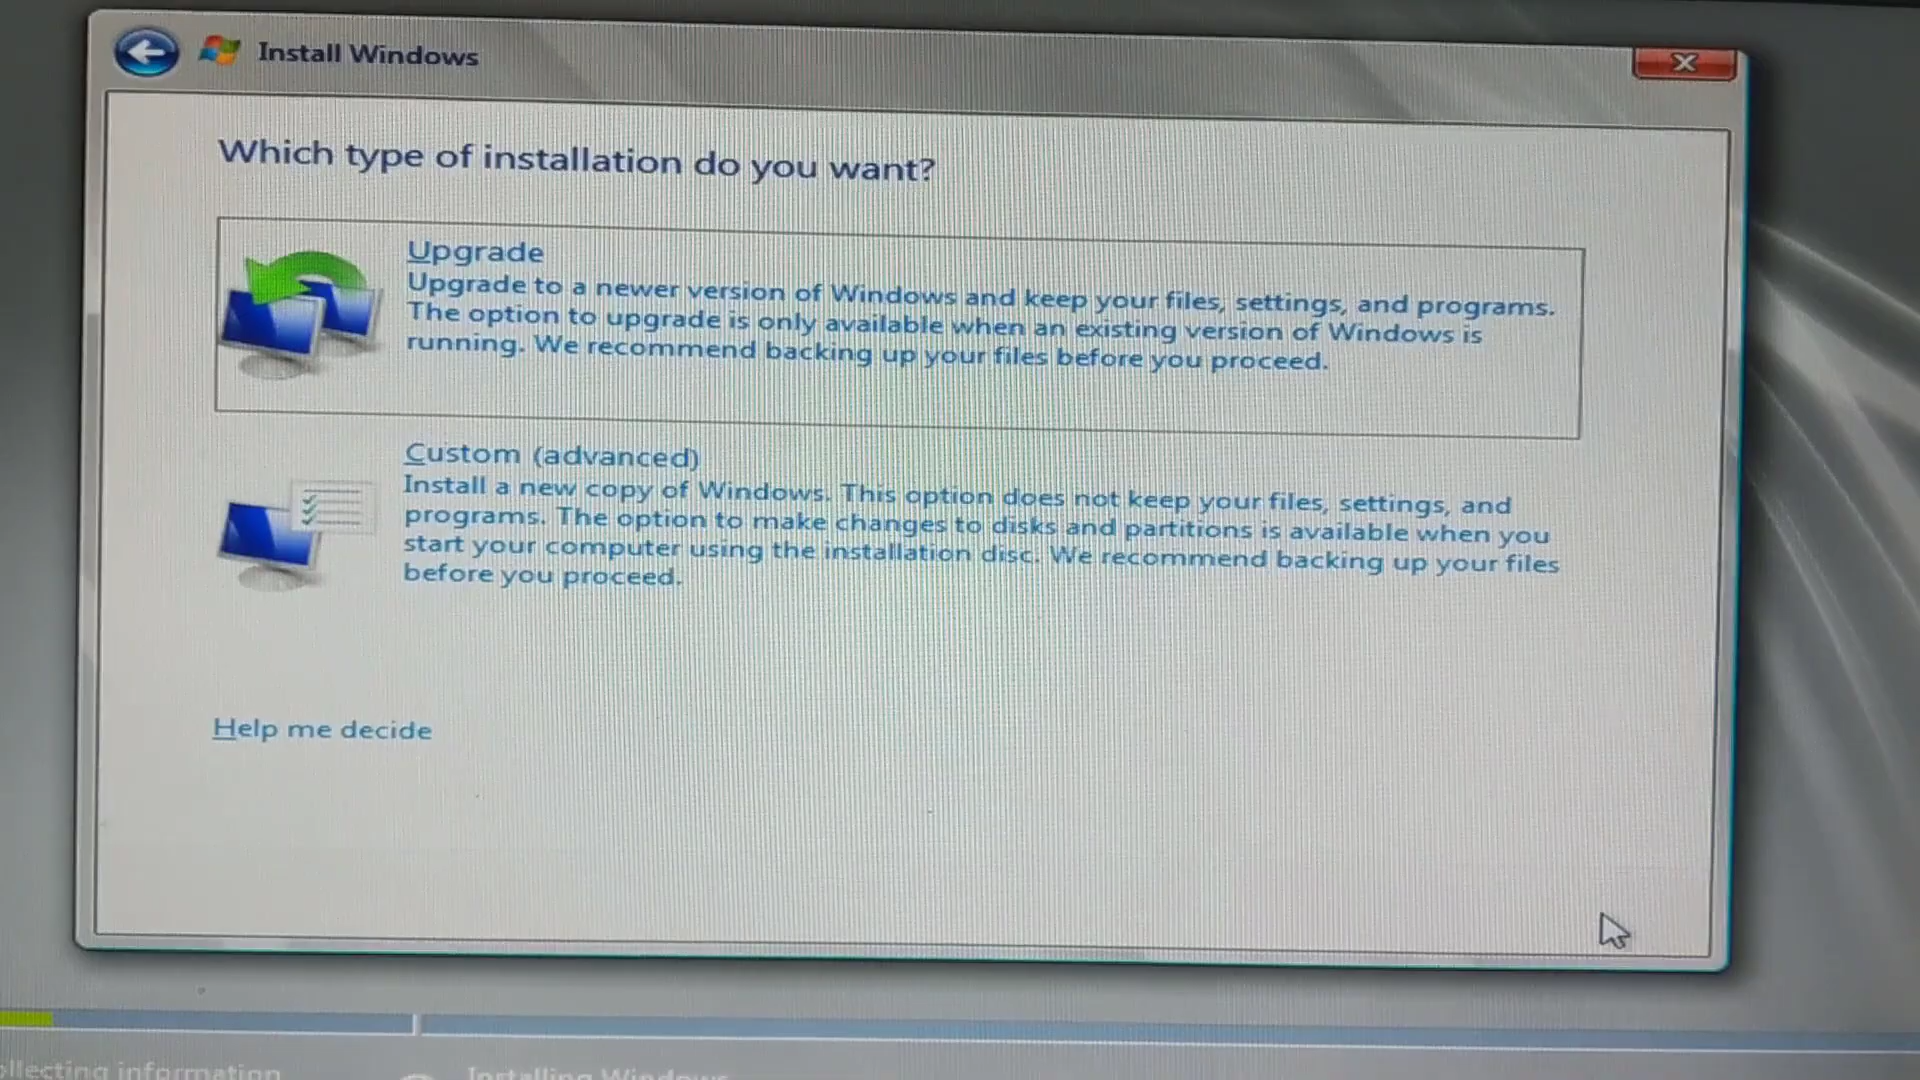 Install Windows
Which type of installation do you want?
Upgrade
Upgrade to a newer version of Windows and keep your files, settings, and programs.
The option to upgrade is only available when an existing version of Windows is
running. We recommend backing up your files before you proceed.
Custom (advanced)
Install a new copy of Windows. This option does not keep your files, settings, and
programs. The option to make changes to disks and partitions is available when you
start your computer using the installation disc. We recommend backing up your files
before you proceed.
Help me decide
ollecting information
Installing Windows